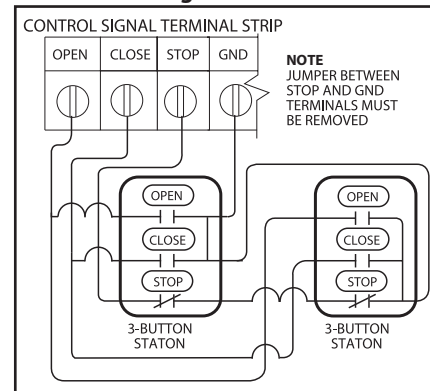 CONTROL SIGNAL TERMINAL STRIP
OPEN CLOSE STOP GND
NOTE
JUMPER BETWEEN
STOP AND GND
TERMINALS MUST
BE REMOVED
OPEN
CLOSE
STOP
3-BUTTON
STATON
OPEN
CLOSE
STOP
3-BUTTON
STATON